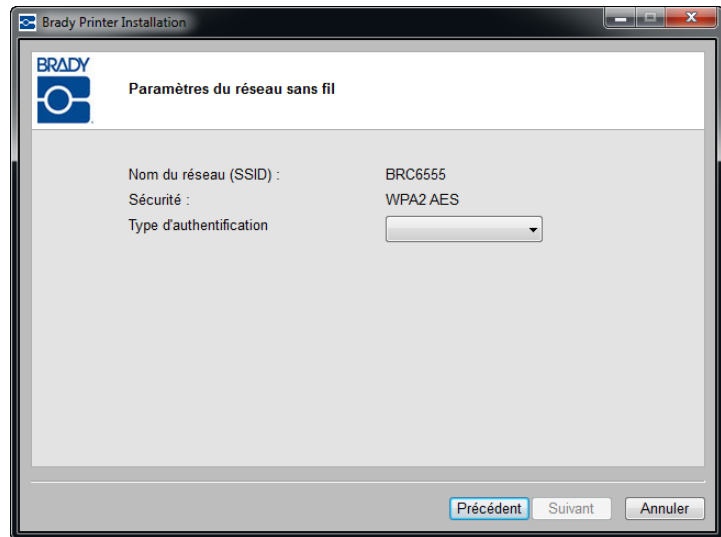 Brady Printer Installation
BRADY
Paramètres du réseau sans fil
Nom du réseau (SSID) : BRC6555
Sécurité : WPA2 AES
Type d'authentification
Précédent Suivant Annuler